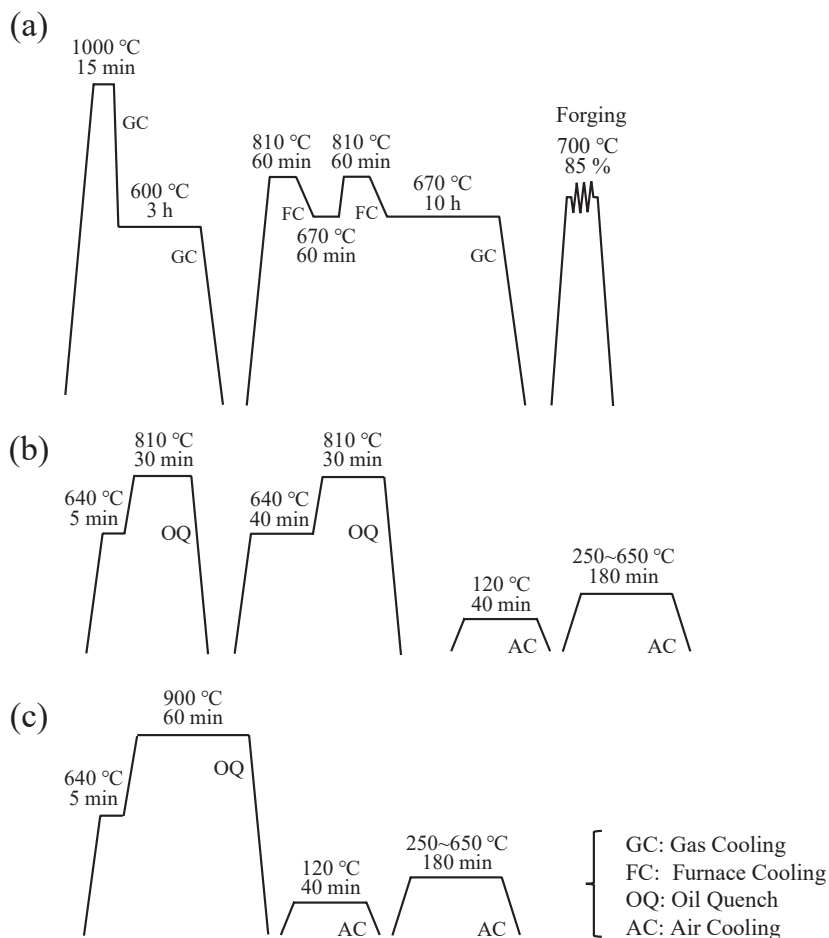 (a)
1000 ℃
15 min
GC
600 ℃
3 h
GC
810 ℃
60 min
FC
670 ℃
60 min
810 ℃
60 min
FC
670 ℃
10 h
GC
Forging
700 ℃
85 %
(b)
640 ℃
5 min
810 ℃
30 min
OQ
640 ℃
40 min
810 ℃
30 min
OQ
120 ℃
40 min
AC
250~650 ℃
180 min
AC
(c)
640 ℃
5 min
900 ℃
60 min
OQ
120 ℃
40 min
AC
250~650 ℃
180 min
AC
GC: Gas Cooling
FC: Furnace Cooling
OQ: Oil Quench
AC: Air Cooling